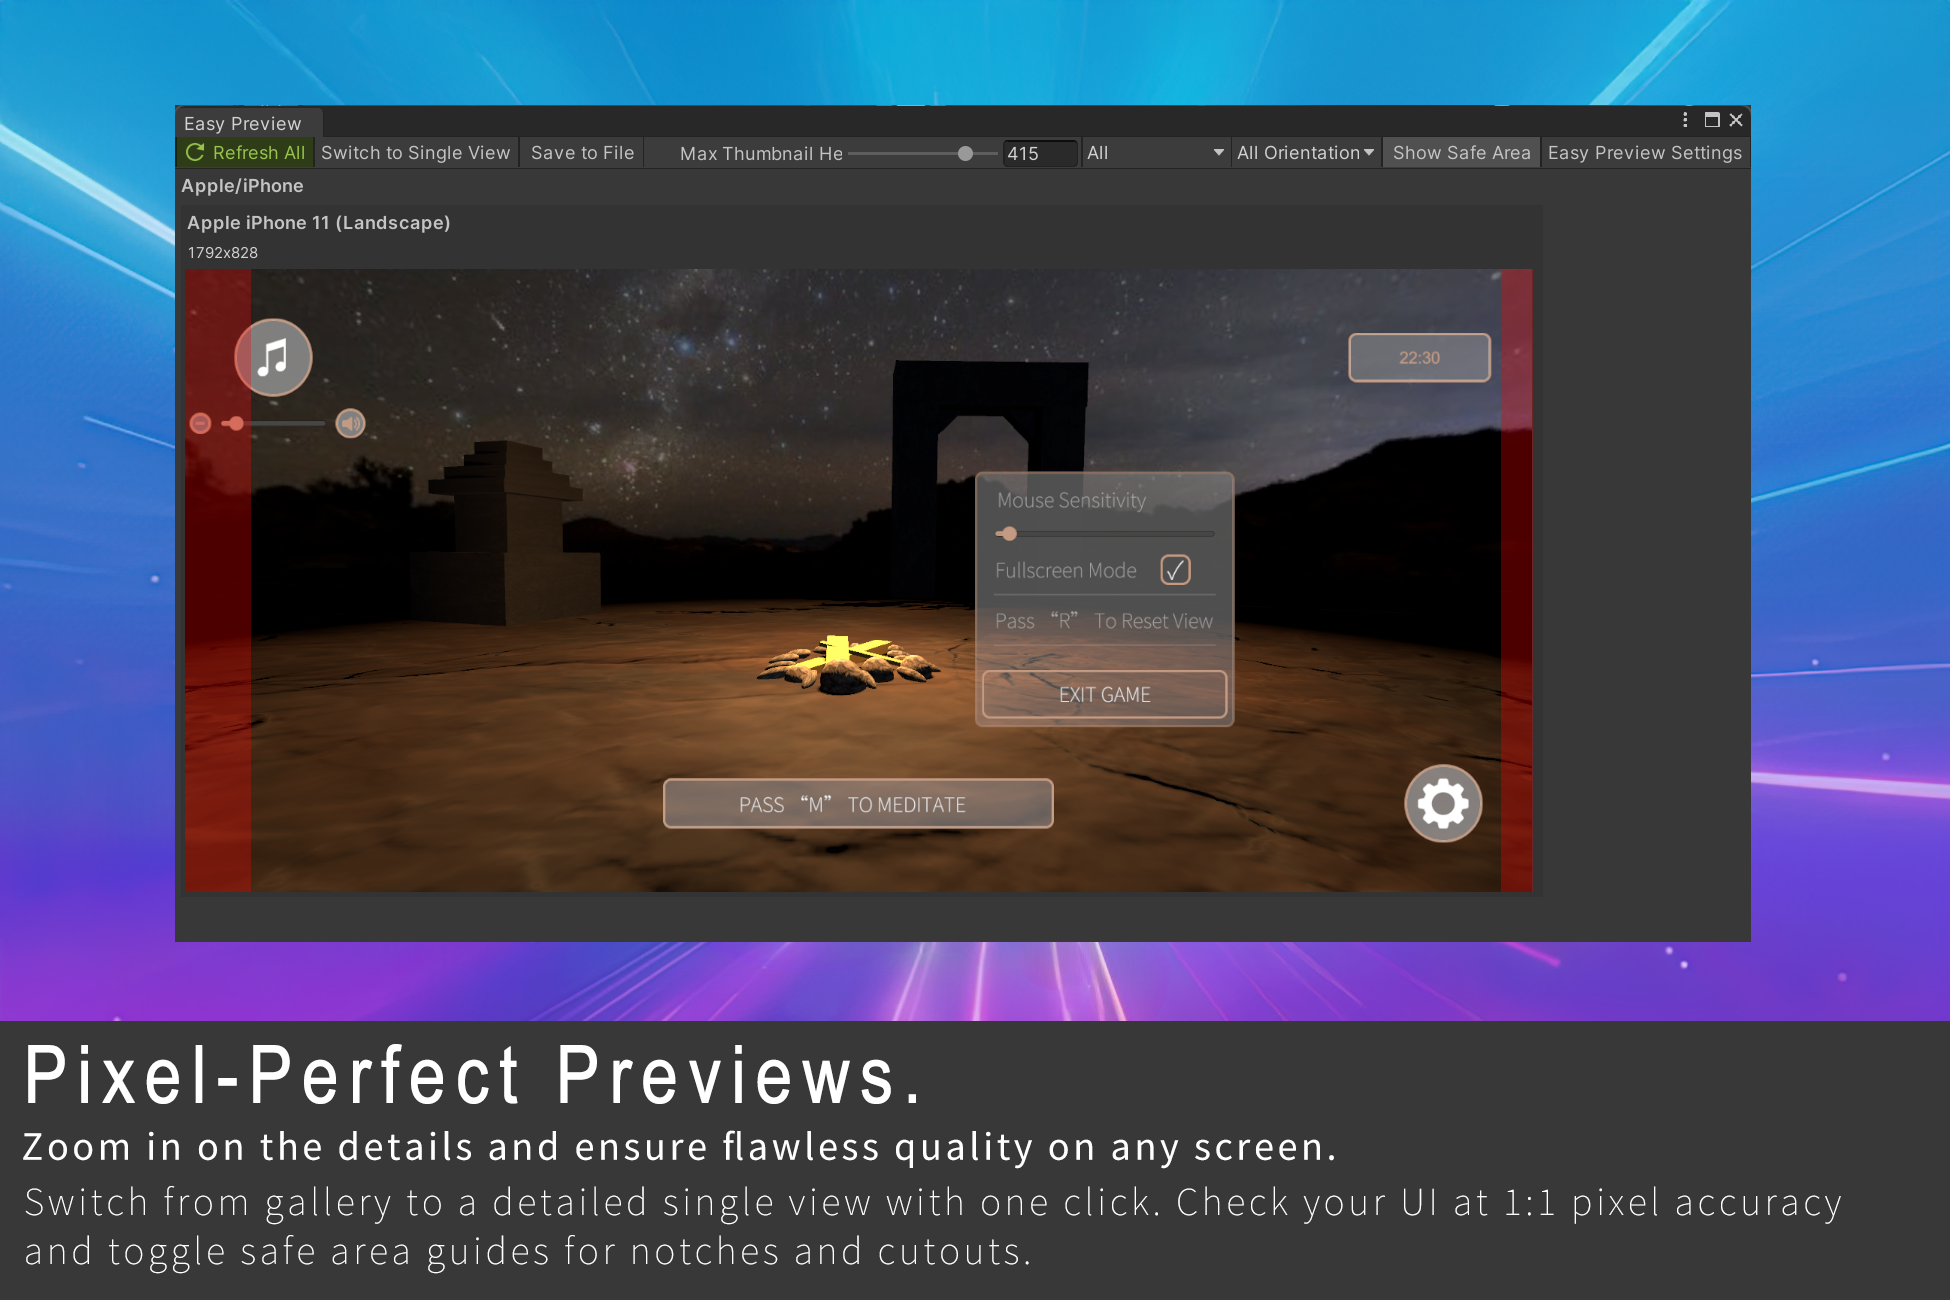 Easy Preview
Refresh All
Switch to Single View
Save to File
Max Thumbnail He
415
All
All Orientation
Show Safe Area
Easy Preview Settings
Apple/iPhone
Apple iPhone 11 (Landscape)
1792x828
22:30
Mouse Sensitivity
Fullscreen Mode
Pass “R” To Reset View
EXIT GAME
PASS “M” TO MEDITATE
Pixel-Perfect Previews.
Zoom in on the details and ensure flawless quality on any screen.
Switch from gallery to a detailed single view with one click. Check your UI at 1:1 pixel accuracy
and toggle safe area guides for notches and cutouts.